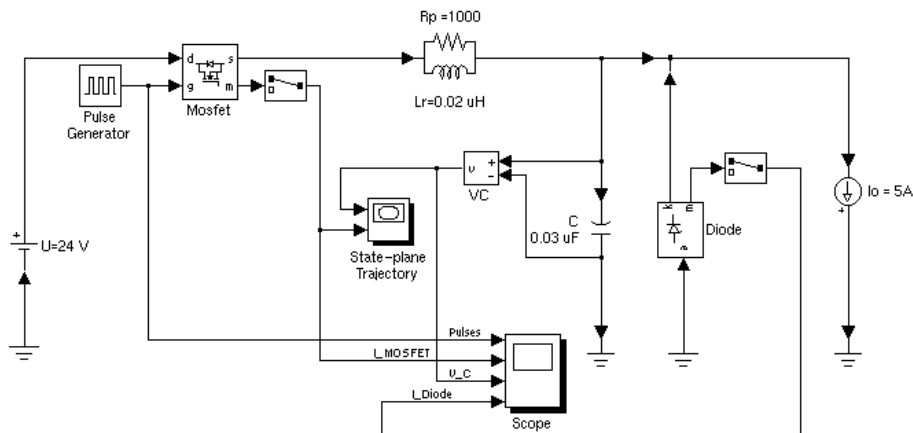 Rp =1000
d
s
g
m
Mosfet
Pulse
Generator
Lr=0.02 uH
v
+
−
VC
C
0.03 uF
k
m
a
Diode
Io = 5A
+
+
U=24 V
State-plane
Trajectory
Pulses
I_MOSFET
V_C
I_Diode
Scope